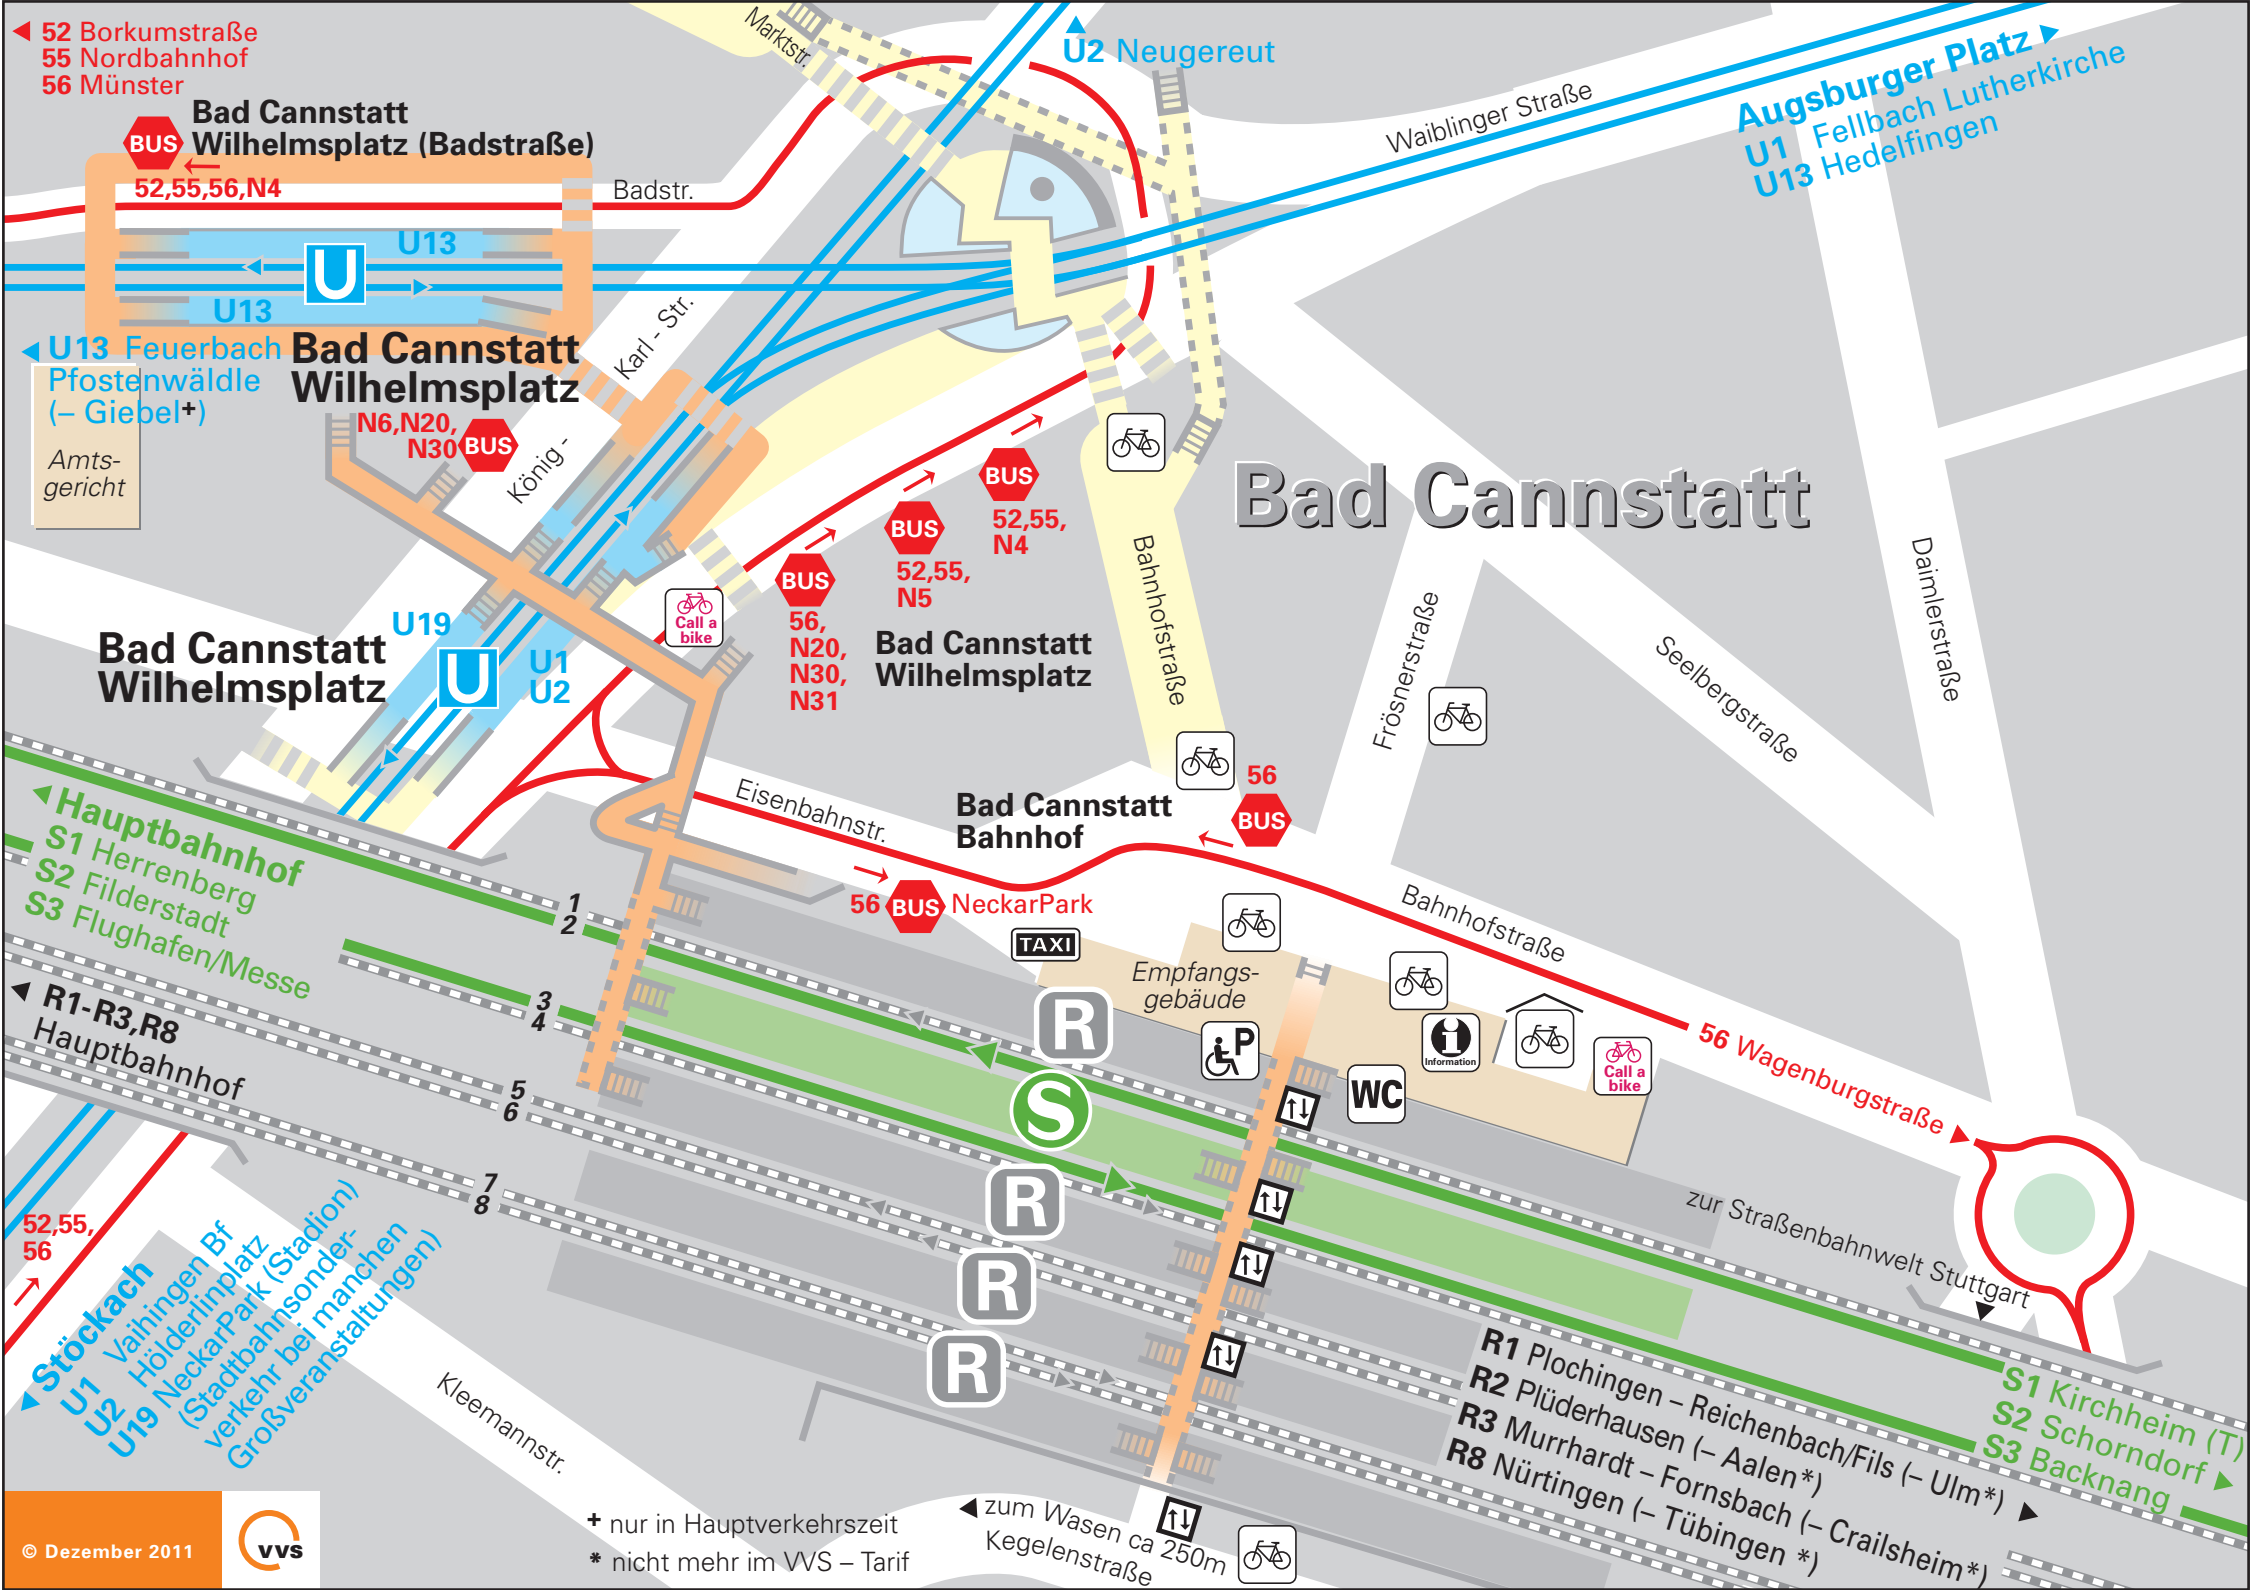 52 Borkumstraße
55 Nordbahnhof
56 Münster
Bad Cannstatt
Wilhelmsplatz (Badstraße)
BUS
52,55,56,N4
Badstr.
Marktstr.
U2 Neugereut
Waiblinger Straße
Augsburger Platz
U1 Fellbach Lutherkirche
U13 Hedelfingen
U13
U
U13
U13 Feuerbach
Pfostenwäldle
(– Giebel+)
Amts-
gericht
Bad Cannstatt
Wilhelmsplatz
N6,N20,
N30
BUS
König -
Karl - Str.
Bad Cannstatt
BUS
52,55,
N4
BUS
52,55,
N5
BUS
56,
N20,
N30,
N31
Bad Cannstatt
Wilhelmsplatz
Call a
bike
Bahnhofstraße
Frösnerstraße
Seelbergstraße
Daimlerstraße
Bad Cannstatt
Wilhelmsplatz
U19
U
U1
U2
Eisenbahnstr.
Bad Cannstatt
Bahnhof
56
BUS
56 BUS NeckarPark
TAXI
Bahnhofstraße
Hauptbahnhof
S1 Herrenberg
S2 Filderstadt
S3 Flughafen/Messe
R1-R3,R8
Hauptbahnhof
1
2
3
4
5
6
7
8
Empfangs-
gebäude
R
S
R
R
R
P
WC
i
Information
Call a
bike
56 Wagenburgstraße
zur Straßenbahnwelt Stuttgart
52,55,
56
Stöckach
U1 Vaihingen Bf
U2 Hölderlinplatz
U19 NeckarPark (Stadion)
(Stadtbahnsonder-
verkehr bei manchen
Großveranstaltungen)
Kleemannstr.
R1 Plochingen – Reichenbach/Fils (– Ulm*)
R2 Plüderhausen (– Aalen*)
R3 Murrhardt – Fornsbach (– Crailsheim*)
R8 Nürtingen (– Tübingen *)
S1 Kirchheim (T)
S2 Schorndorf
S3 Backnang
zum Wasen ca 250m
Kegelenstraße
+ nur in Hauptverkehrszeit
* nicht mehr im VVS – Tarif
© Dezember 2011
vvs